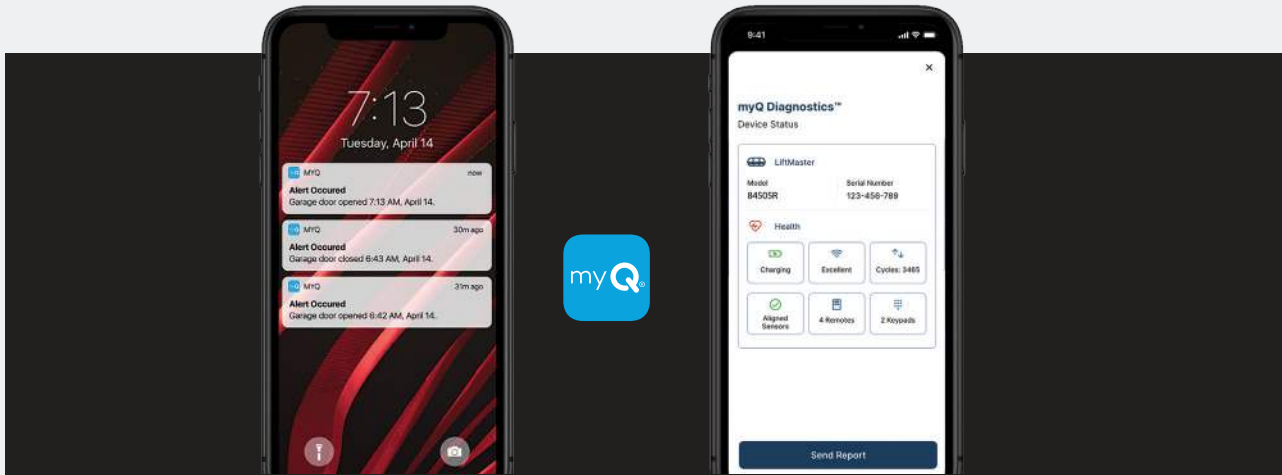 7:13
Tuesday, April 14
MYQ now
Alert Occured
Garage door opened 7:13 AM, April 14.
MYQ 30m ago
Alert Occured
Garage door closed 6:43 AM, April 14.
MYQ 31m ago
Alert Occured
Garage door opened 6:42 AM, April 14.
myQ®
9:41
myQ Diagnostics™
Device Status
LiftMaster
Model Serial Number
84505R 123-456-789
Health
Charging Excellent Cycles: 3465
Aligned Sensors 4 Remotes 2 Keypads
Send Report